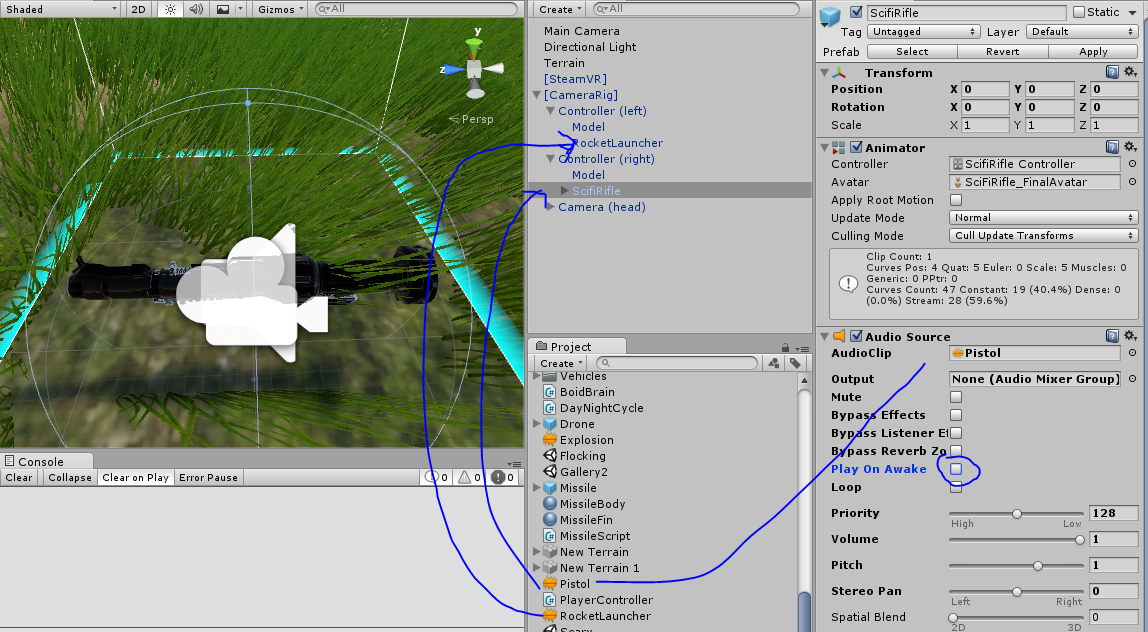 Shaded 2D Gizmos All
y
z
Persp
Console
Clear Collapse Clear on Play Error Pause 0 0 0
Create All
Main Camera
Directional Light
Terrain
[SteamVR]
[CameraRig]
Controller (left)
Model
RocketLauncher
Controller (right)
Model
ScifiRifle
Camera (head)
Project
Create
Vehicles
BoidBrain
DayNightCycle
Drone
Explosion
Flocking
Gallery2
Missile
MissileBody
MissileFin
MissileScript
New Terrain
New Terrain 1
Pistol
PlayerController
RocketLauncher
ScifiRifle Static
Tag Untagged Layer Default
Prefab Select Revert Apply
Transform
Position X 0 Y 0 Z 0
Rotation X 0 Y 0 Z 0
Scale X 1 Y 1 Z 1
Animator
Controller ScifiRifle Controller
Avatar SciFiRifle_FinalAvatar
Apply Root Motion
Update Mode Normal
Culling Mode Cull Update Transforms
Clip Count: 1
Curves Pos: 4 Quat: 5 Euler: 0 Scale: 5 Muscles: 0
Generic: 0 PPtr: 0
Curves Count: 47 Constant: 19 (40.4%) Dense: 0
(0.0%) Stream: 28 (59.6%)
Audio Source
AudioClip Pistol
Output None (Audio Mixer Group)
Mute
Bypass Effects
Bypass Listener Ef
Bypass Reverb Zo
Play On Awake
Loop
Priority 128
High Low
Volume 1
Pitch 1
Stereo Pan 0
Left Right
Spatial Blend 0
2D 3D